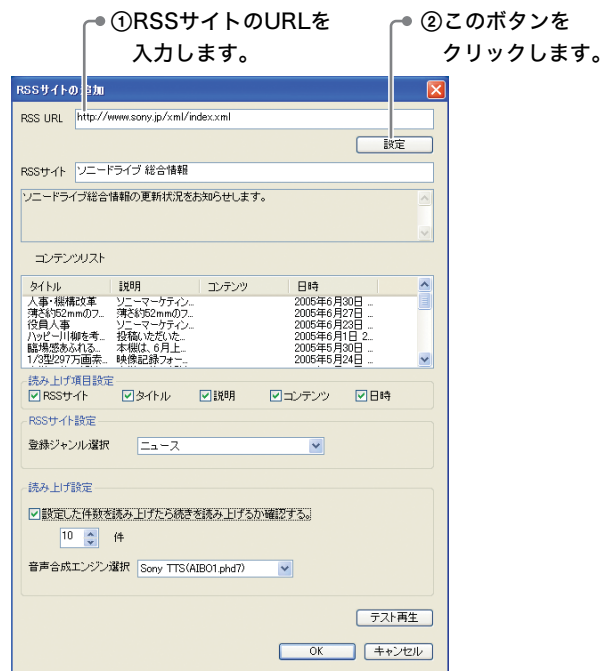 ①RSSサイトのURLを
入力します。
②このボタンを
クリックします。
RSSサイトの追加
RSS URL http://www.sony.jp/xml/index.xml
設定
RSSサイト ソニードライブ 総合情報
ソニードライブ総合情報の更新状況をお知らせします。
コンテンツリスト
タイトル 説明 コンテンツ 日時
人事・機構改革 ソニーマーケティン... 2005年6月30日 ...
薄さ約52mmのフ... 薄さ約52mmのフ... 2005年6月27日 ...
役員人事 ソニーマーケティン... 2005年6月23日 ...
ハッピー川柳を考... 投稿いただいた... 2005年6月1日 2...
臨場感あふれる... 本機は、6月上... 2005年5月30日 ...
1/3型297万画素... 映像記録フォー... 2005年5月24日 ...
読み上げ項目設定
RSSサイト タイトル 説明 コンテンツ 日時
RSSサイト設定
登録ジャンル選択 ニュース
読み上げ設定
設定した件数を読み上げたら続きを読み上げるか確認する。
10 件
音声合成エンジン選択 Sony TTS(AIBO1.phd7)
テスト再生
OK キャンセル